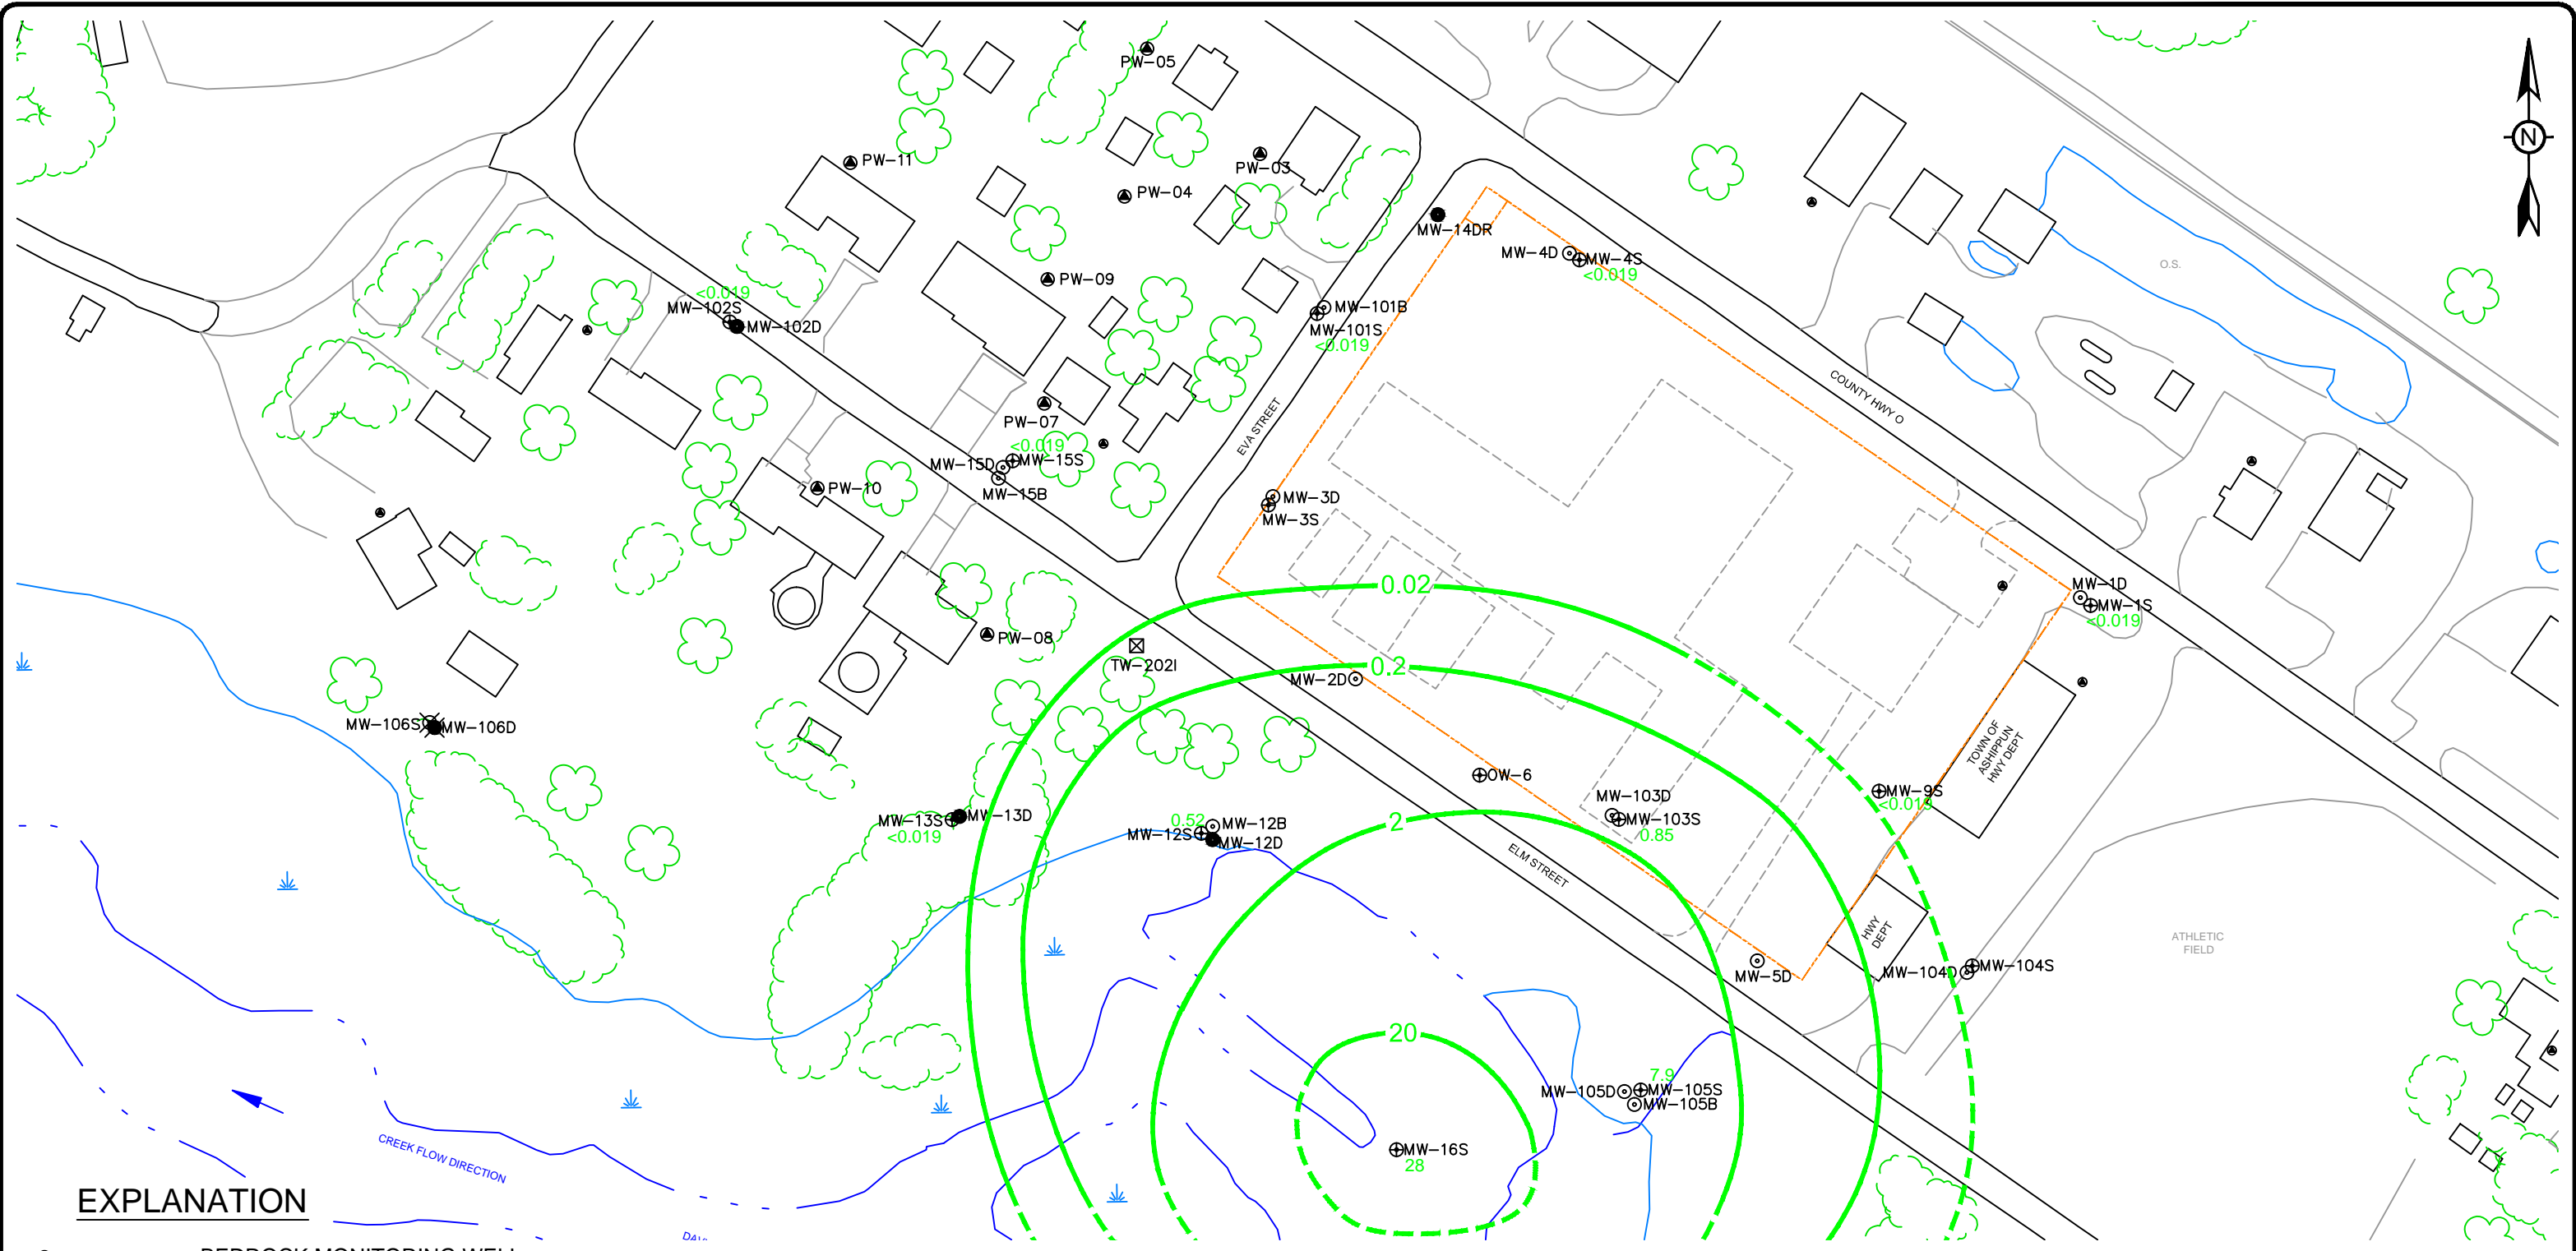 PW-05
N
PW-11
PW-03
PW-04
MW-14DR
MW-4D
MW-4S
<0.019
O.S.
PW-09
<0.019
MW-102S
MW-102D
MW-101B
MW-101S
<0.019
COUNTY HWY O
EVA STREET
PW-07
<0.019
MW-15D
MW-15S
MW-15B
PW-10
MW-3D
MW-3S
0.02
MW-1D
MW-1S
<0.019
PW-08
TW-202I
0.2
MW-2D
MW-106S
MW-106D
TOWN OF
ASHIPPUN
HWY DEPT
OW-6
MW-103D
MW-103S
0.85
MW-9S
<0.019
MW-13S
MW-13D
<0.019
0.52
MW-12B
MW-12S
MW-12D
2
ELM STREET
HWY
DEPT
ATHLETIC
FIELD
MW-5D
MW-104D
MW-104S
20
7.9
MW-105D
MW-105S
MW-105B
MW-16S
28
CREEK FLOW DIRECTION
EXPLANATION
DAV
BEDROCK MONITORING WELL